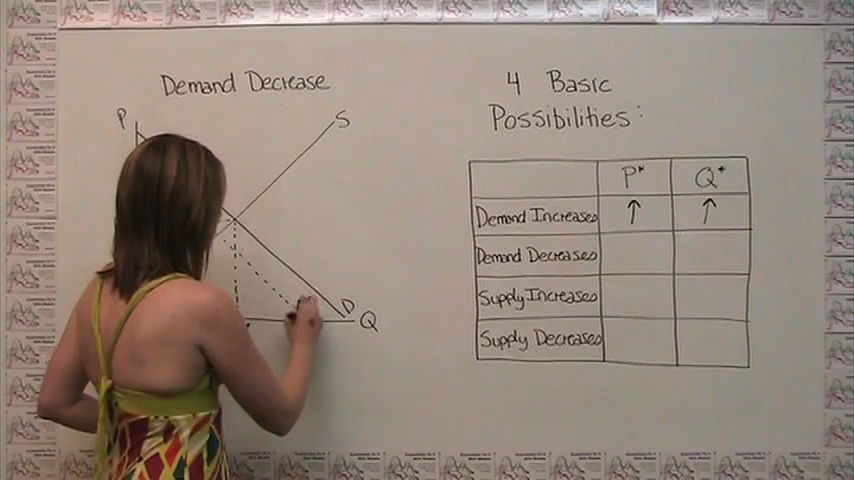 Demand Decrease
P
S
D
Q
4 Basic
Possibilities:
P* Q*
Demand Increases ↑ ↑
Demand Decreases
Supply Increases
Supply Decreases